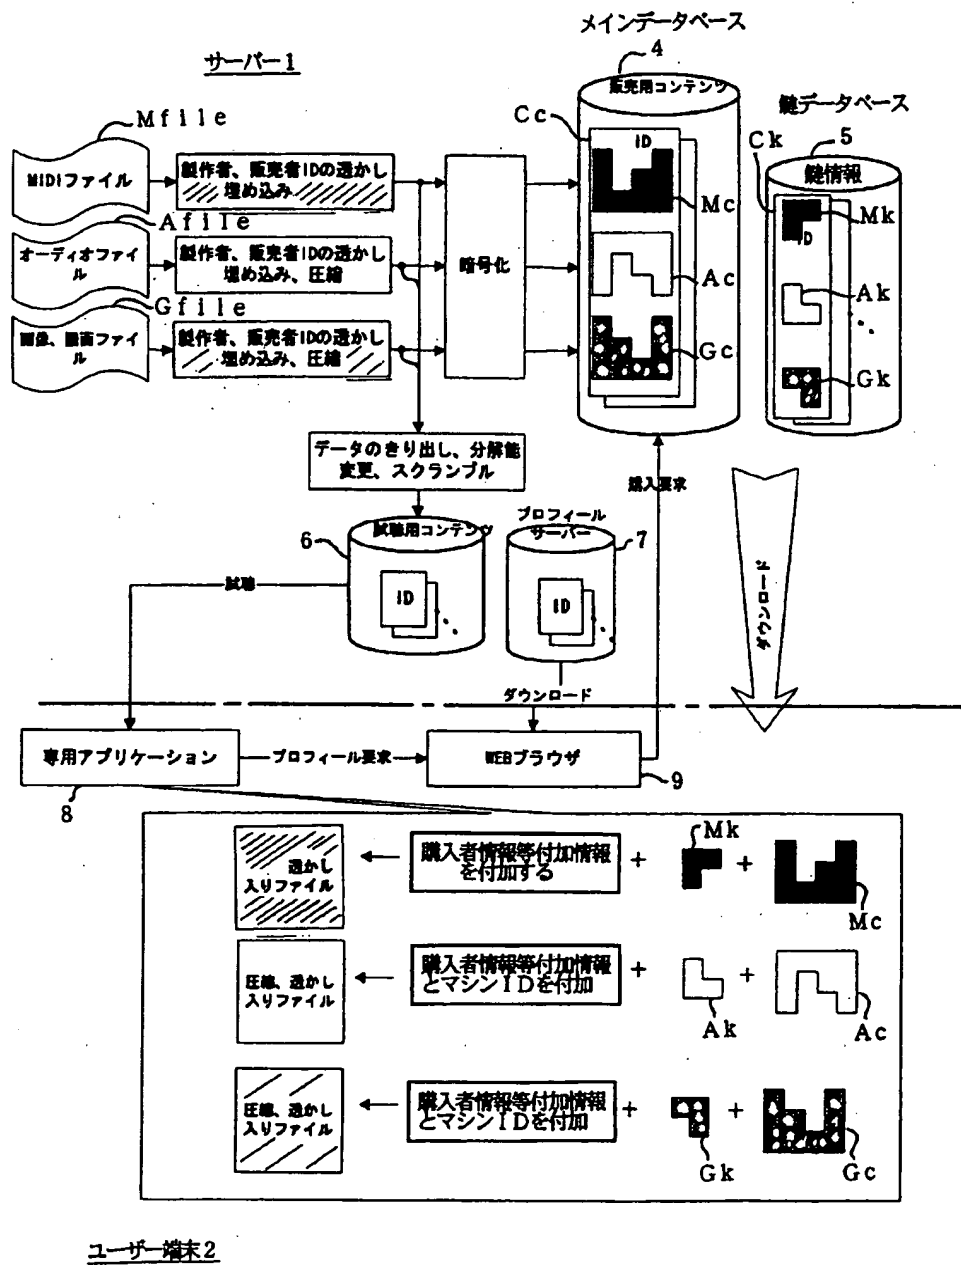 メインデータベース
サーバー1
4
販売用コンテンツ
鍵データベース
Mfile
Cc
ID
Ck
5
鍵情報
MIDIファイル
製作者、販売者IDの透かし
埋め込み
Mc
Mk
ID
Afile
オーディオファイ
ル
製作者、販売者IDの透かし
埋め込み、圧縮
暗号化
Ac
Ak
Gfile
画像、譜面ファイ
ル
製作者、販売者IDの透かし
埋め込み、圧縮
Gc
Gk
データのきり出し、分解能
変更、スクランブル
購入要求
6
試聴用コンテンツ
プロフィール
サーバー
7
試聴
ID
ID
ダウンロード
ダウンロード
専用アプリケーション
プロフィール要求
WEBブラウザ
8
9
透かし
入りファイル
購入者情報等付加情報
を付加する
+
Mk
+
Mc
圧縮、透かし
入りファイル
購入者情報等付加情報
とマシンIDを付加
+
Ak
+
Ac
圧縮、透かし
入りファイル
購入者情報等付加情報
とマシンIDを付加
+
Gk
+
Gc
ユーザー端末2